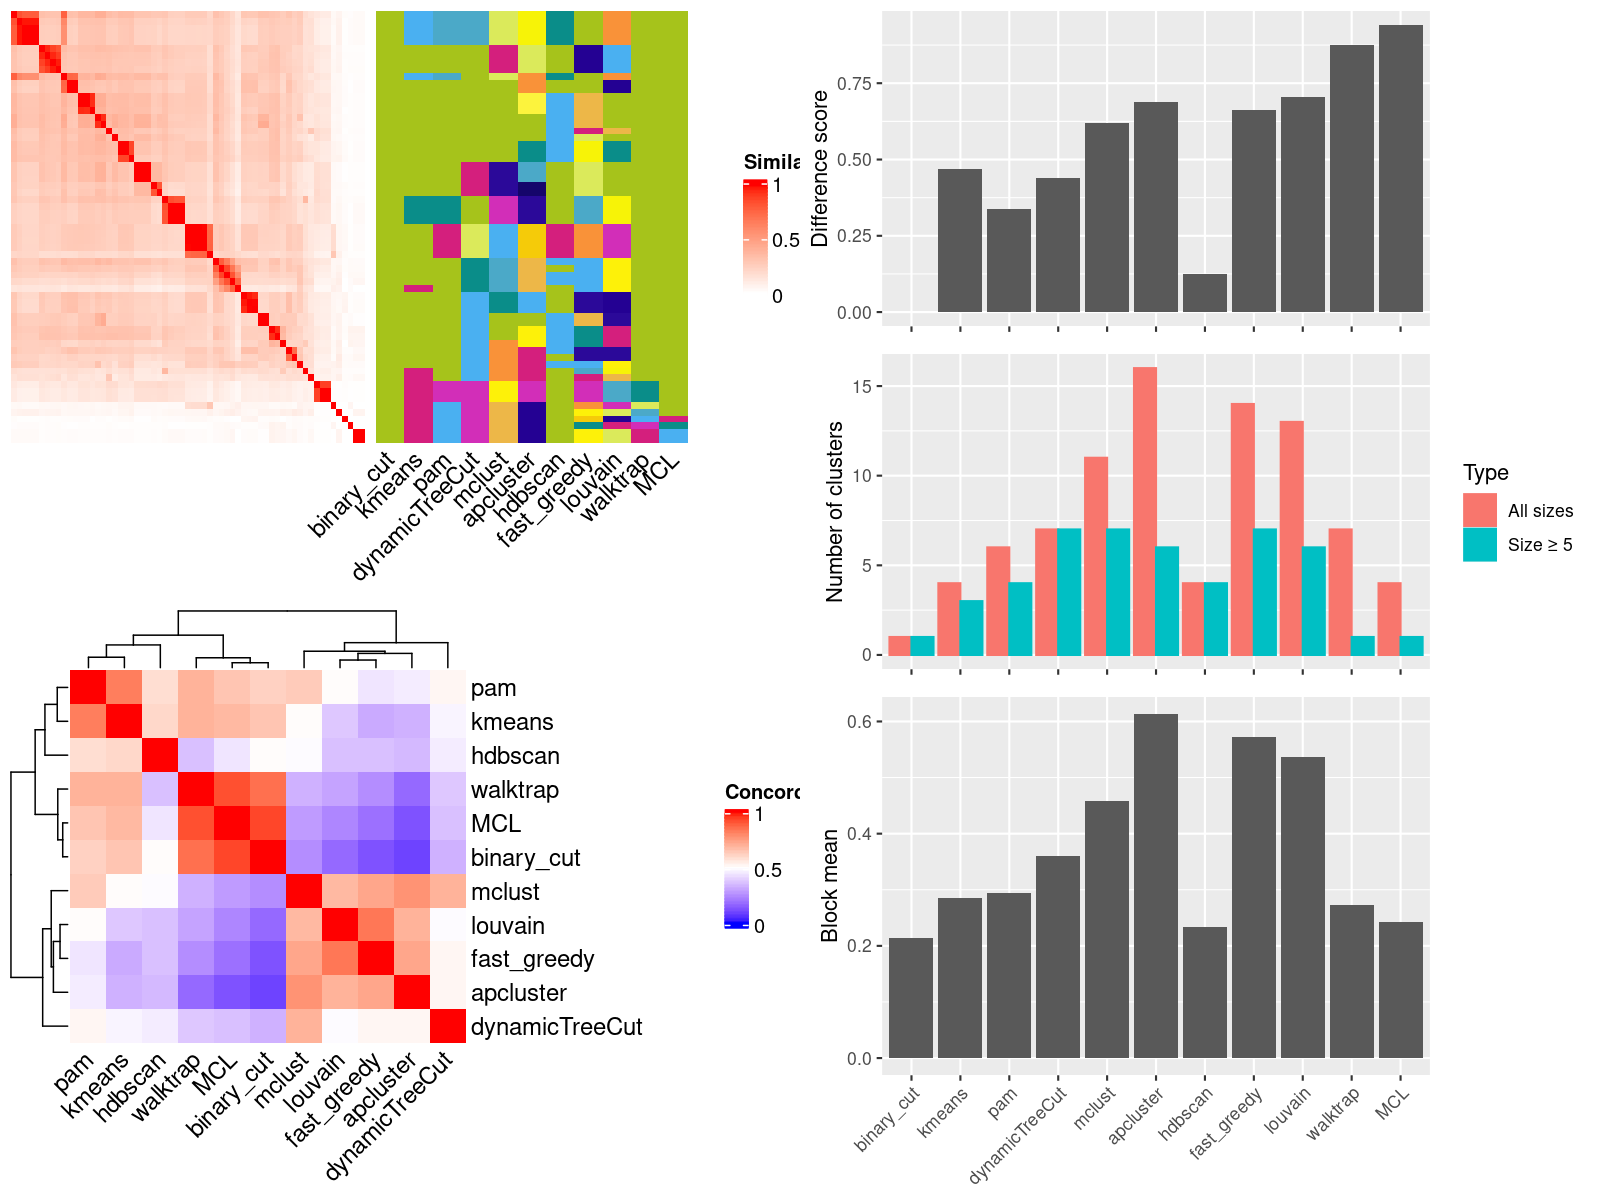 Simila
1
0.5
0
binary_cut
kmeans
pam
dynamicTreeCut
mclust
apcluster
hdbscan
fast_greedy
louvain
walktrap
MCL
Difference score
0.75
0.50
0.25
0.00
Number of clusters
15
10
5
0
Type
All sizes
Size ≥ 5
Block mean
0.6
0.4
0.2
0.0
binary_cut
kmeans
pam
dynamicTreeCut
mclust
apcluster
hdbscan
fast_greedy
louvain
walktrap
MCL
pam
kmeans
hdbscan
walktrap
MCL
binary_cut
mclust
louvain
fast_greedy
apcluster
dynamicTreeCut
pam
kmeans
hdbscan
walktrap
MCL
binary_cut
mclust
louvain
fast_greedy
apcluster
dynamicTreeCut
Concord
1
0.5
0